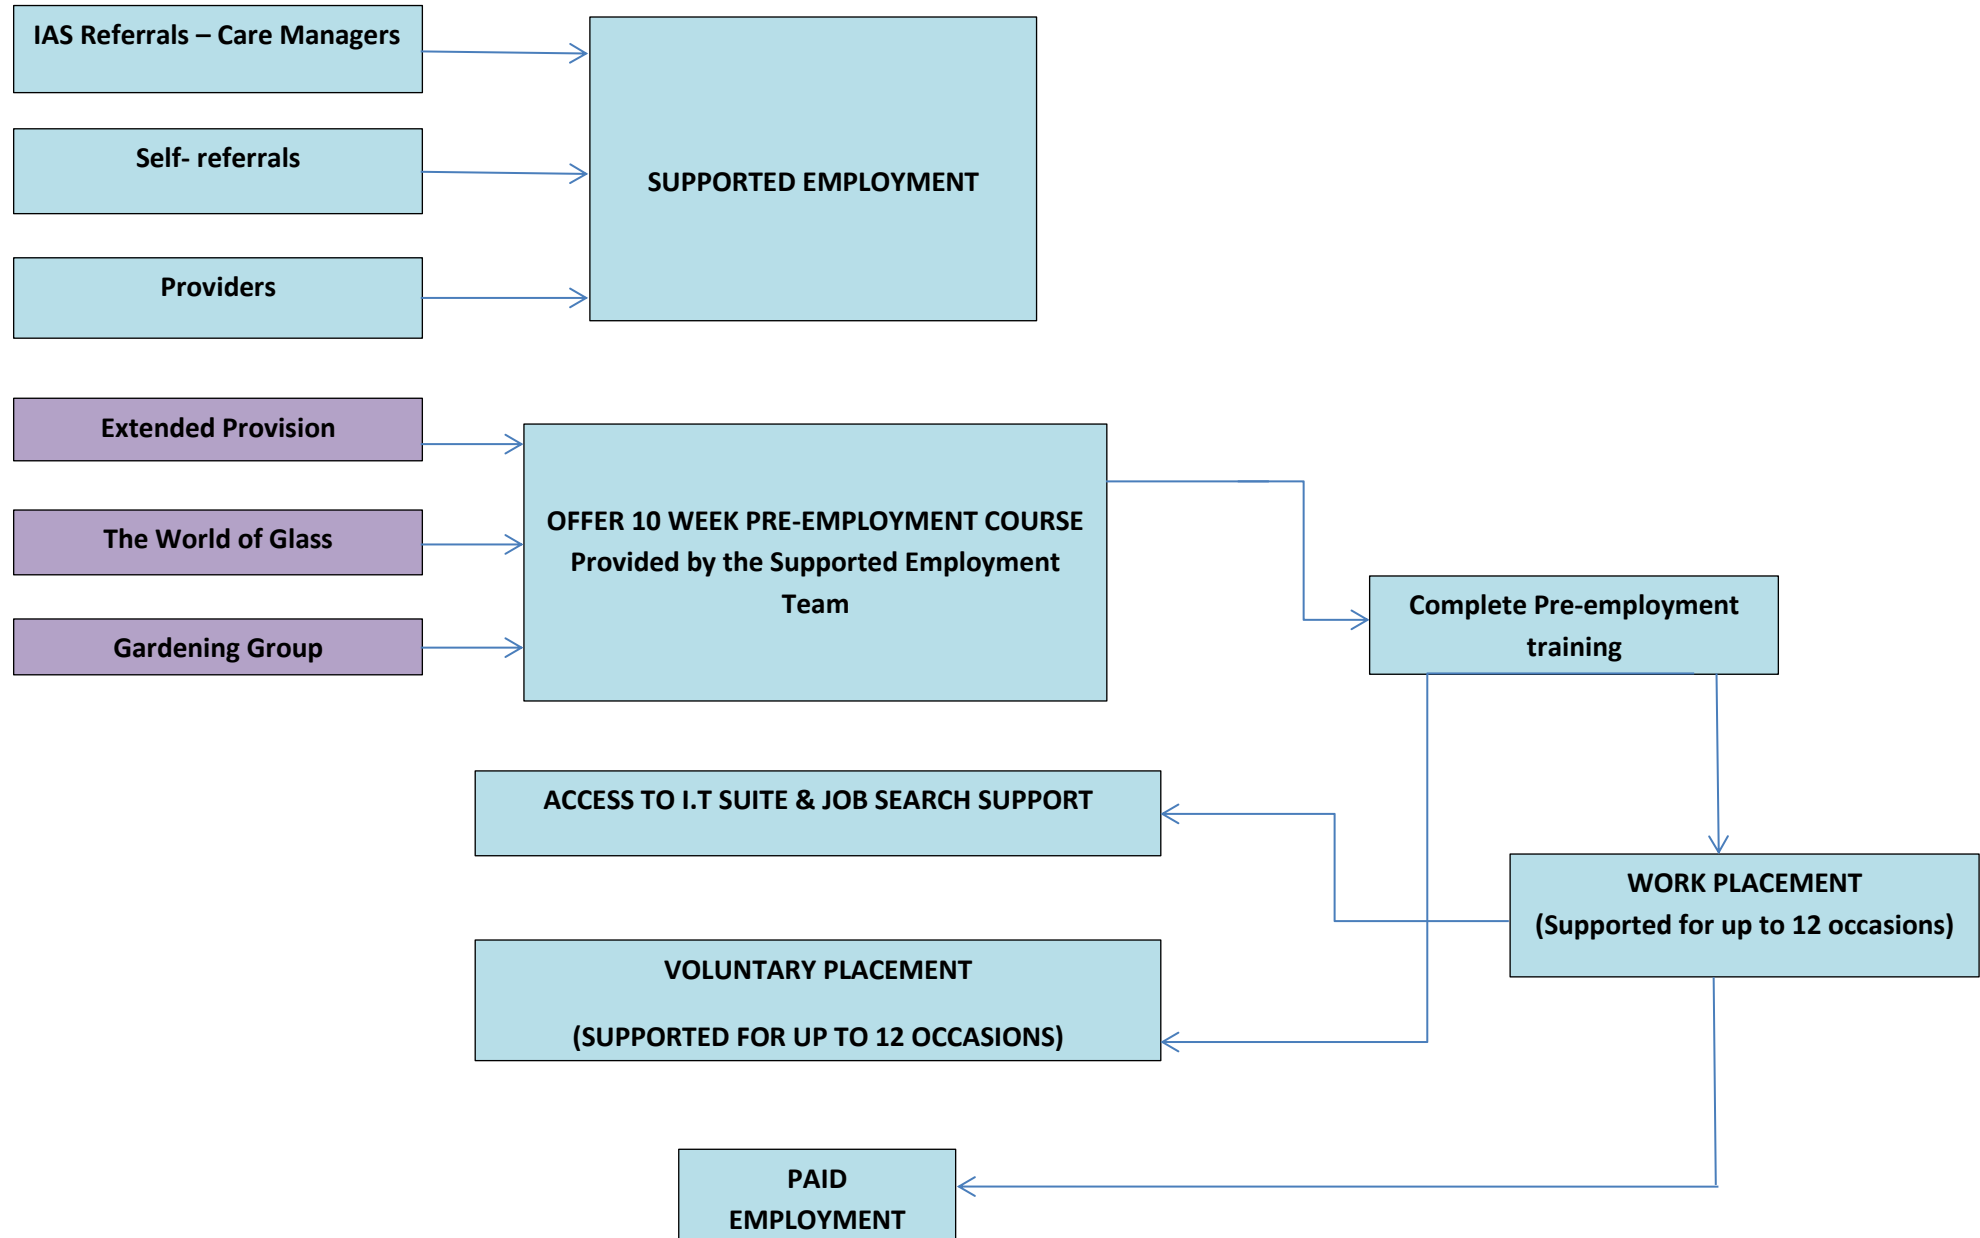 IAS Referrals – Care Managers
Self- referrals
SUPPORTED EMPLOYMENT
Providers
Extended Provision
The World of Glass
Gardening Group
OFFER 10 WEEK PRE-EMPLOYMENT COURSE
Provided by the Supported Employment
Team
Complete Pre-employment
training
ACCESS TO I.T SUITE & JOB SEARCH SUPPORT
WORK PLACEMENT
(Supported for up to 12 occasions)
VOLUNTARY PLACEMENT
(SUPPORTED FOR UP TO 12 OCCASIONS)
PAID
EMPLOYMENT